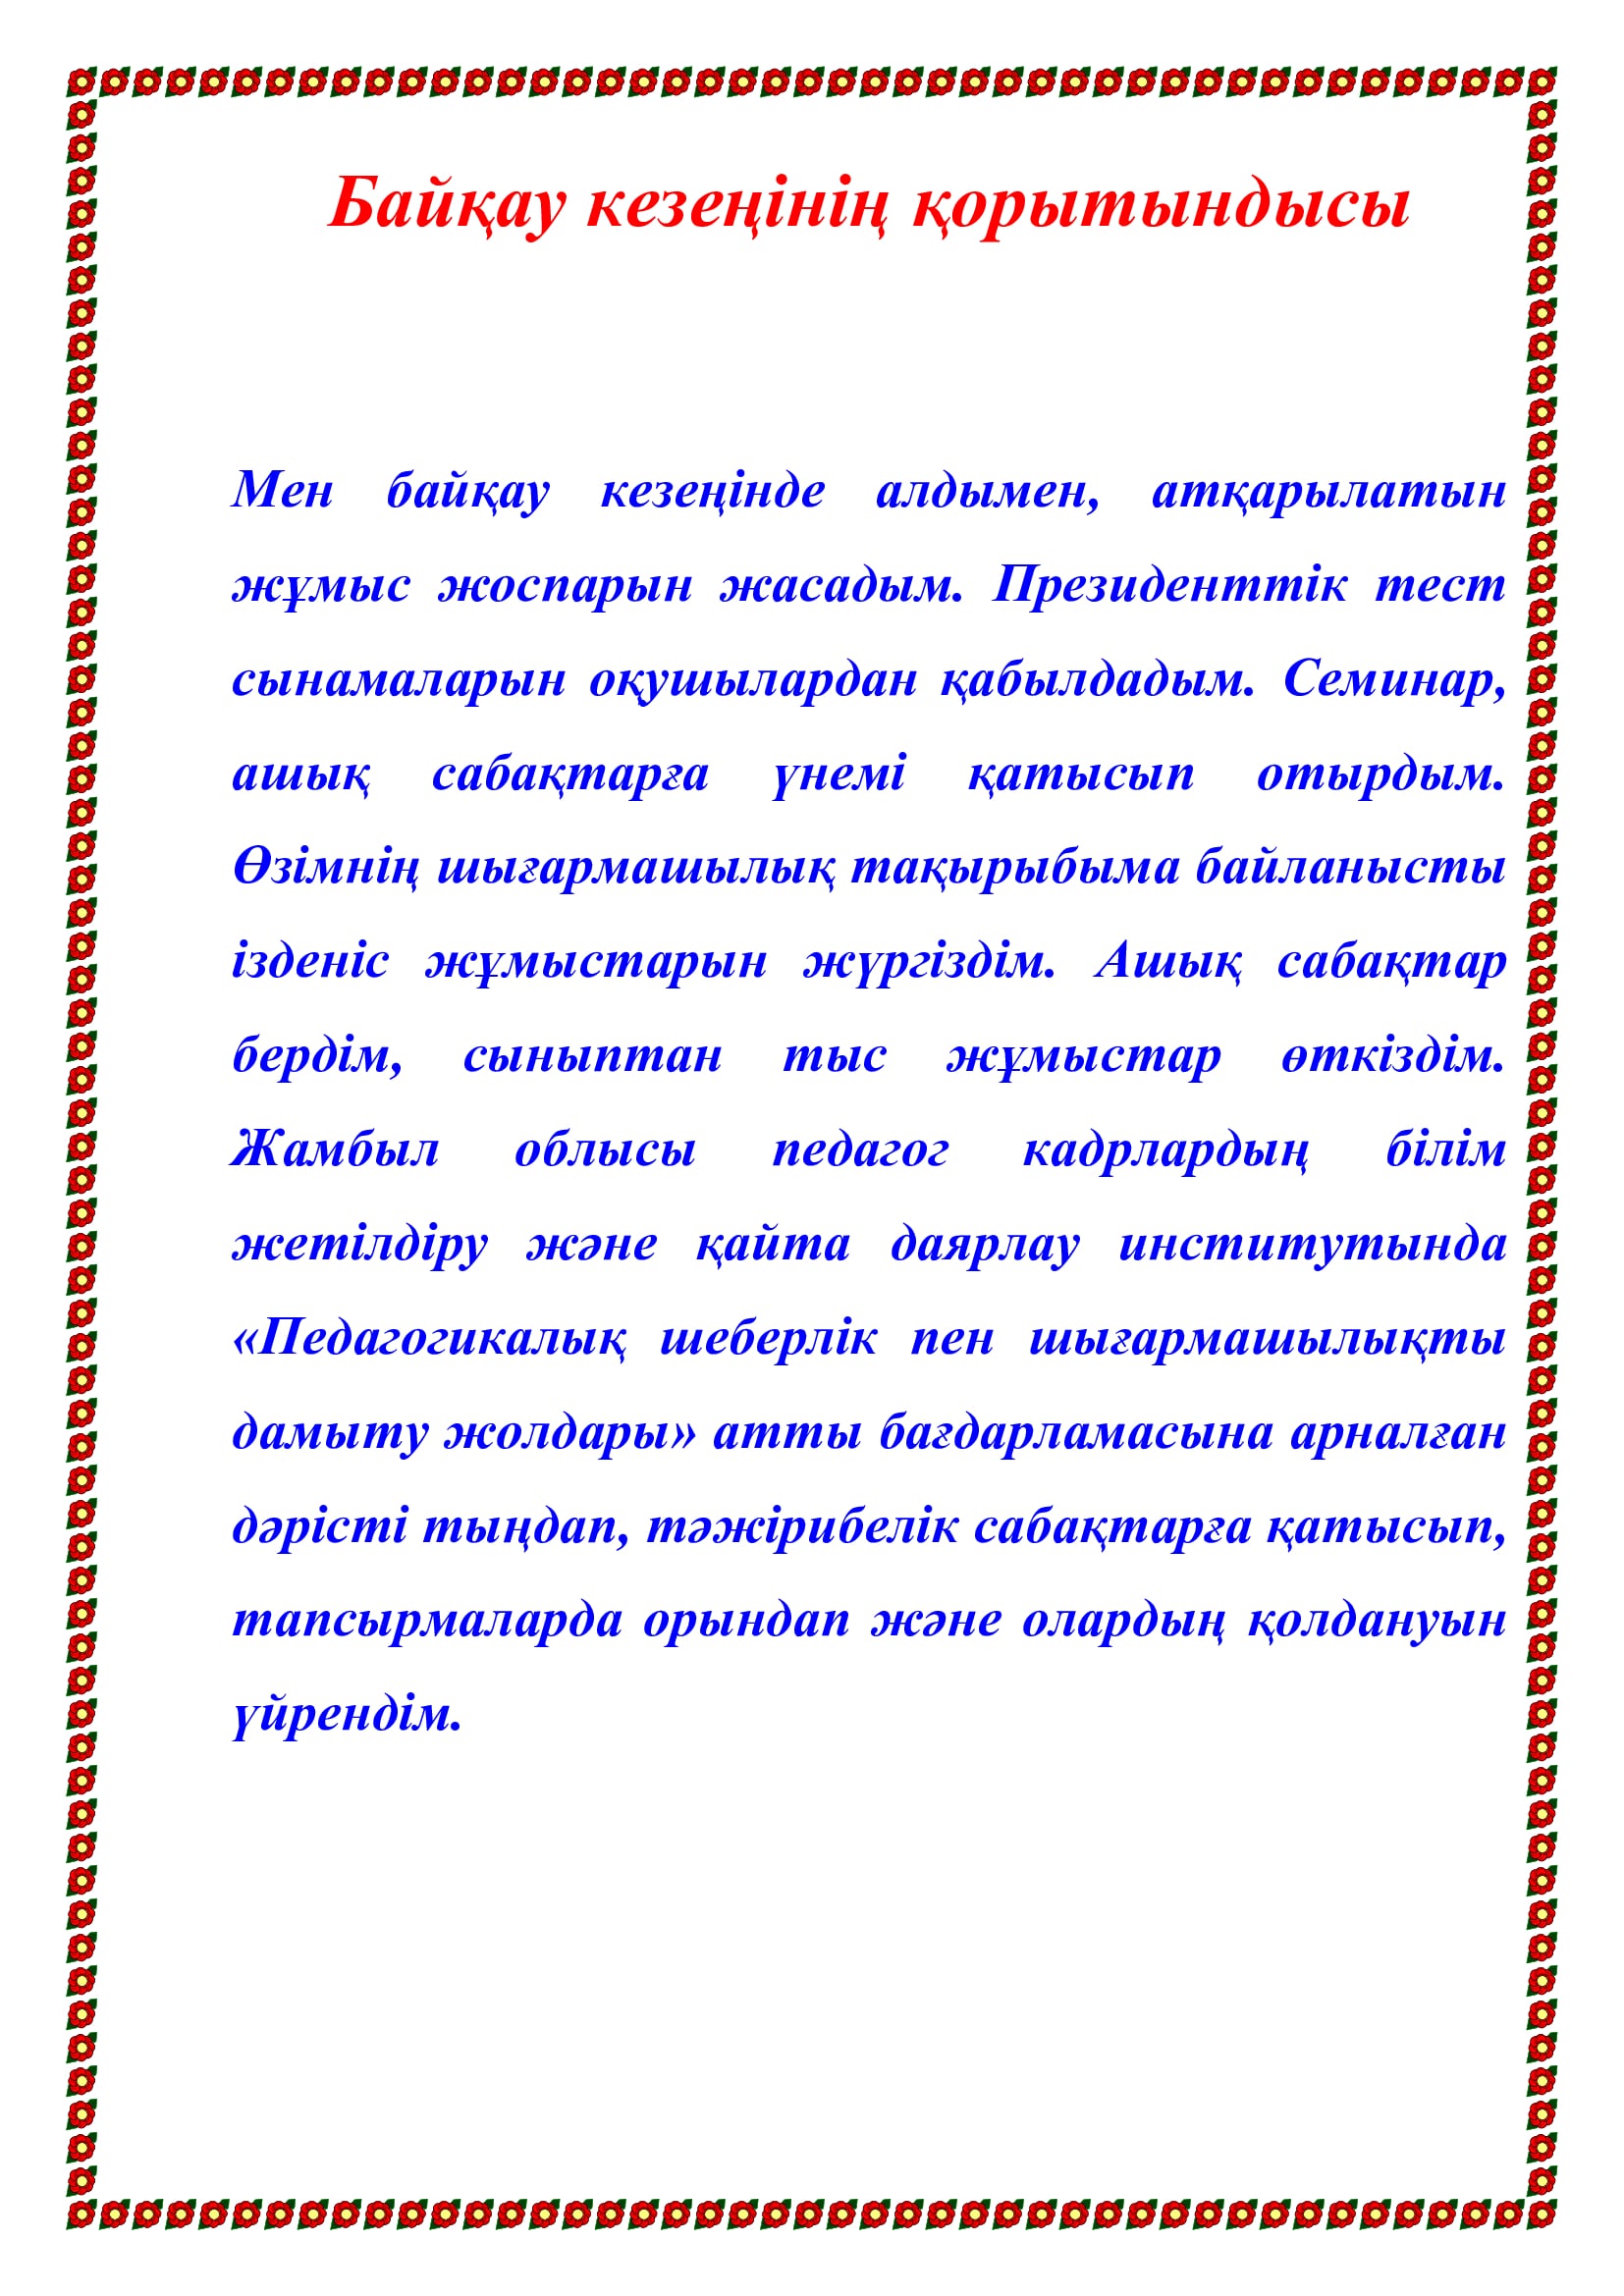 Байқау кезеңінің қорытындысы
Мен байқау кезеңінде алдымен, атқарылатын
жұмыс жоспарын жасадым. Президенттік тест
сынамаларын оқушылардан қабылдадым. Семинар,
ашық сабақтарға үнемі қатысып отырдым.
Өзімнің шығармашылық тақырыбыма байланысты
ізденіс жұмыстарын жүргіздім. Ашық сабақтар
бердім, сыныптан тыс жұмыстар өткіздім.
Жамбыл облысы педагог кадрлардың білім
жетілдіру және қайта даярлау институтында
«Педагогикалық шеберлік пен шығармашылықты
дамыту жолдары» атты бағдарламасына арналған
дәрісті тыңдап, тәжірибелік сабақтарға қатысып,
тапсырмаларда орындап және олардың қолдануын
үйрендім.